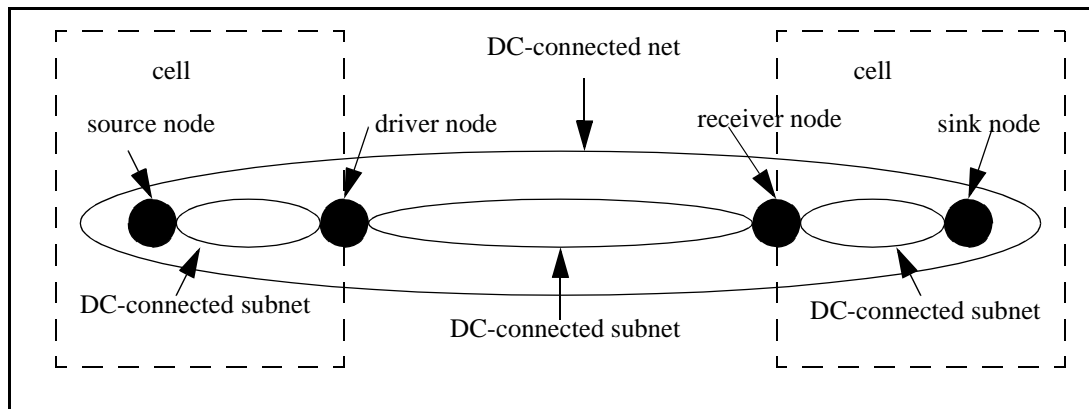 DC-connected net
cell
cell
source node
driver node
receiver node
sink node
DC-connected subnet
DC-connected subnet
DC-connected subnet